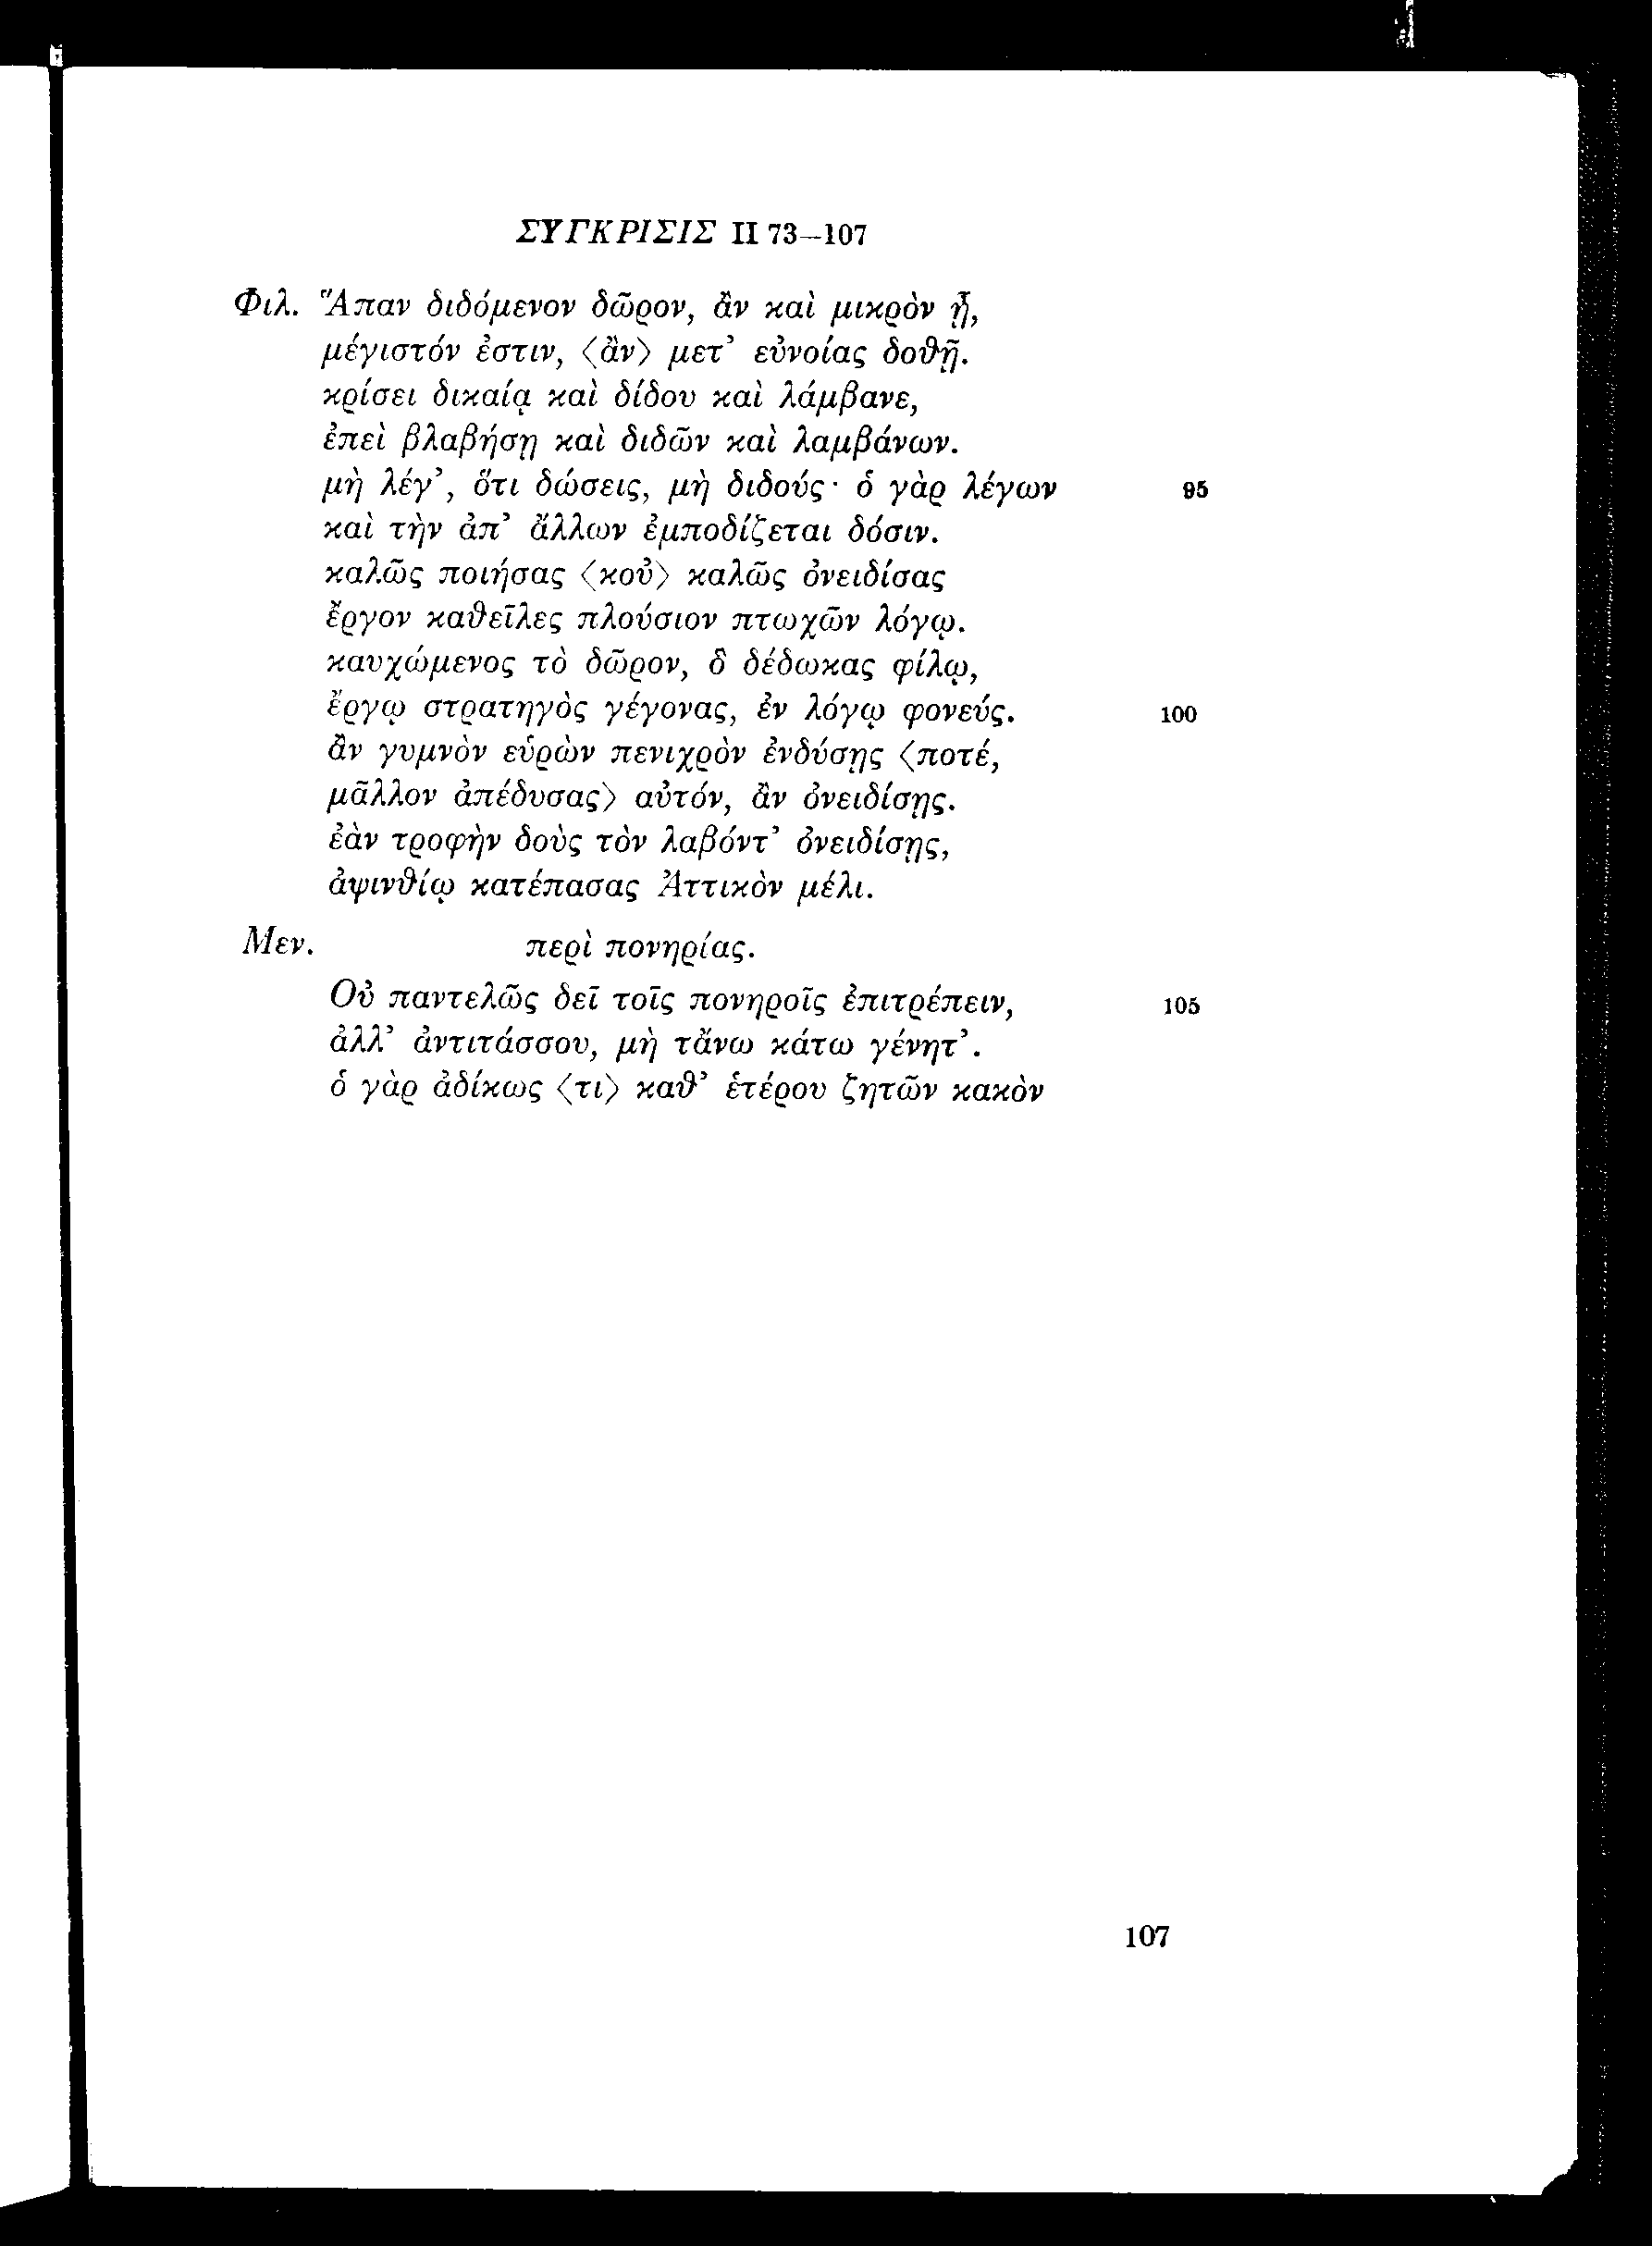 ΣΥΓΚΡΙΣΙΣ II 73–107
Φιλ. Ἅπαν διδόμενον δῶρον, ἂν καὶ μικρὸν ᾖ,
μέγιστόν ἐστιν, ⟨ἂν⟩ μετ’ εὐνοίας δοθῇ.
κρίσει δικαίᾳ καὶ δίδου καὶ λάμβανε,
ἐπεὶ βλαβήσῃ καὶ διδῶν καὶ λαμβάνων.
μὴ λέγ’, ὅτι δώσεις, μὴ διδούς· ὁ γὰρ λέγων 95
καὶ τὴν ἀπ’ ἄλλων ἐμποδίζεται δόσιν.
καλῶς ποιήσας ⟨κοὐ⟩ καλῶς ὀνειδίσας
ἔργον καθεῖλες πλούσιον πτωχῶν λόγῳ.
καυχώμενος τὸ δῶρον, ὃ δέδωκας φίλῳ,
ἔργῳ στρατηγὸς γέγονας, ἐν λόγῳ φονεύς. 100
ἂν γυμνὸν εὑρὼν πενιχρὸν ἐνδύσῃς ⟨ποτέ,
μᾶλλον ἀπέδυσας⟩ αὐτόν, ἂν ὀνειδίσῃς.
ἐὰν τροφὴν δοὺς τὸν λαβόντ’ ὀνειδίσῃς,
ἀψινθίῳ κατέπασας Ἀττικὸν μέλι.
Μεν. περὶ πονηρίας.
Οὐ παντελῶς δεῖ τοῖς πονηροῖς ἐπιτρέπειν, 105
ἀλλ’ ἀντιτάσσου, μὴ τἄνω κάτω γένητ’.
ὁ γὰρ ἀδίκως ⟨τι⟩ καθ’ ἑτέρου ζητῶν κακὸν
107